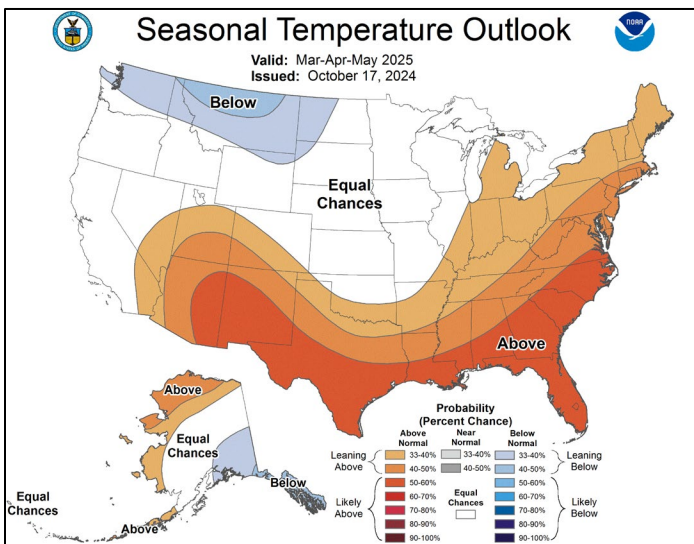 Seasonal Temperature Outlook
NOAA
Valid: Mar-Apr-May 2025
Issued: October 17, 2024
Below
Equal
Chances
Above
Above
Equal
Chances
Below
Equal
Chances
Above
Probability
(Percent Chance)
Above
Normal
Near
Normal
Below
Normal
Leaning
Above
33-40%
40-50%
33-40%
40-50%
33-40%
40-50%
Leaning
Below
Likely
Above
50-60%
60-70%
70-80%
80-90%
90-100%
Equal
Chances
50-60%
60-70%
70-80%
80-90%
90-100%
Likely
Below